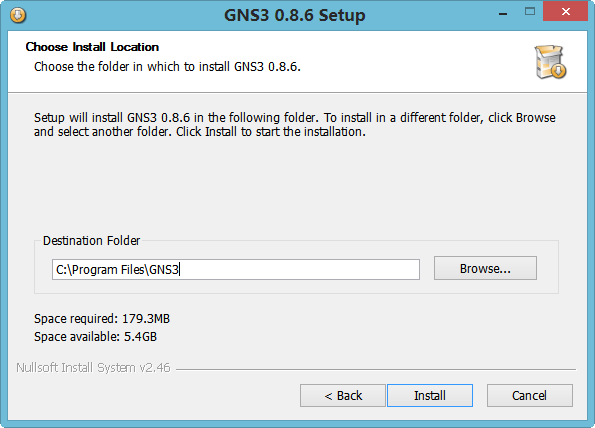 GNS3 0.8.6 Setup
Choose Install Location
Choose the folder in which to install GNS3 0.8.6.
Setup will install GNS3 0.8.6 in the following folder. To install in a different folder, click Browse
and select another folder. Click Install to start the installation.
Destination Folder
C:\Program Files\GNS3
Browse...
Space required: 179.3MB
Space available: 5.4GB
Nullsoft Install System v2.46
< Back
Install
Cancel